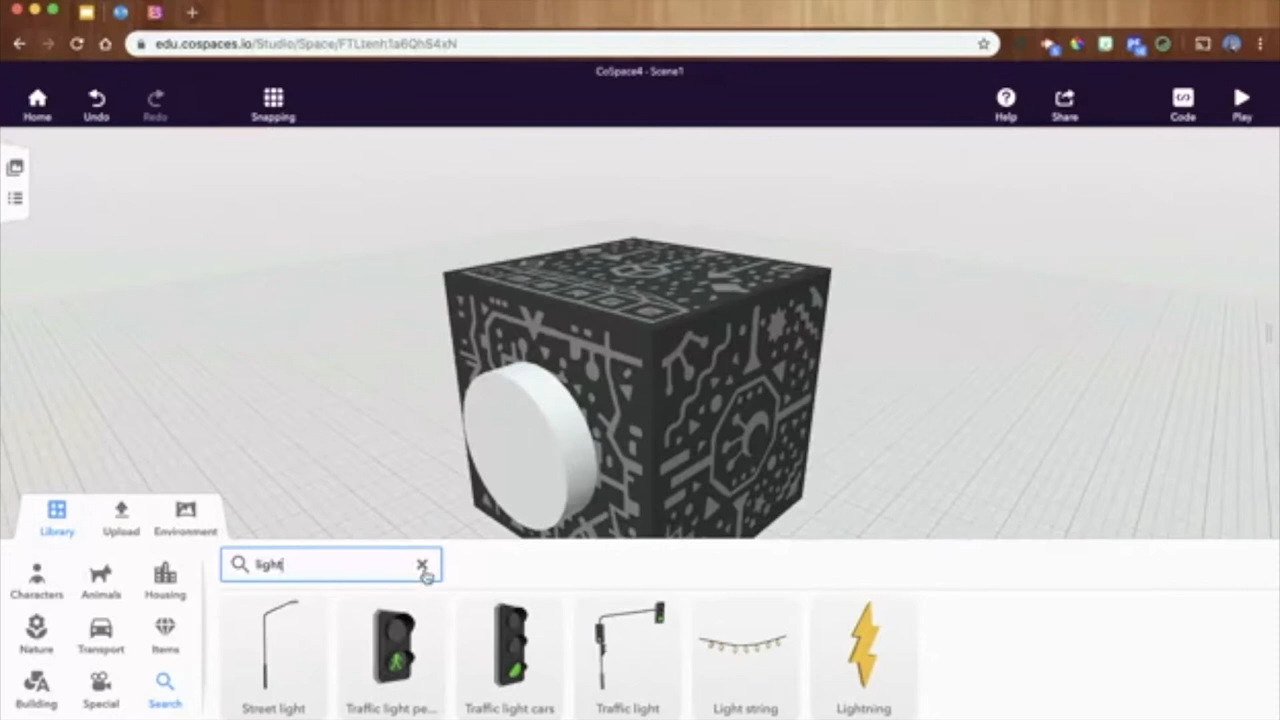 edu.cospaces.io/Studio/Space/FTLtenh1a6QhS4xN
CoSpace4 - Scene1
Home
Undo
Redo
Snapping
Help
Share
Code
Play
Library
Upload
Environment
light
Characters
Animals
Housing
Nature
Transport
Items
Building
Special
Search
Street light
Traffic light pe...
Traffic light cars
Traffic light
Light string
Lightning